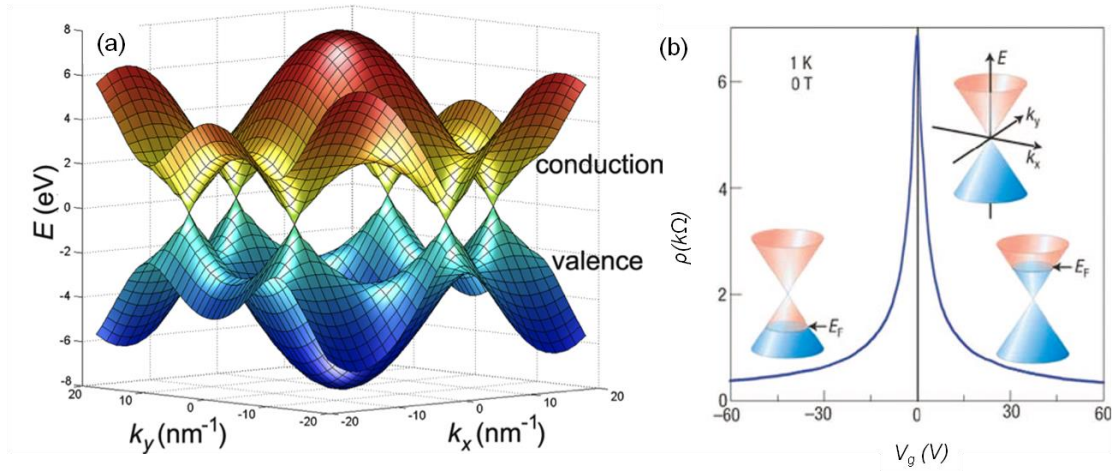 (a)
8
6
4
2
0
-2
-4
-6
-8
E (eV)
conduction
valence
20
10
0
-10
-20
k_y (nm⁻¹)
-20
-10
0
10
20
k_x (nm⁻¹)
(b)
1 K
0 T
6
4
2
0
ρ(kΩ)
E
k_y
k_x
E_F
E_F
–60
–30
0
30
60
V_g (V)